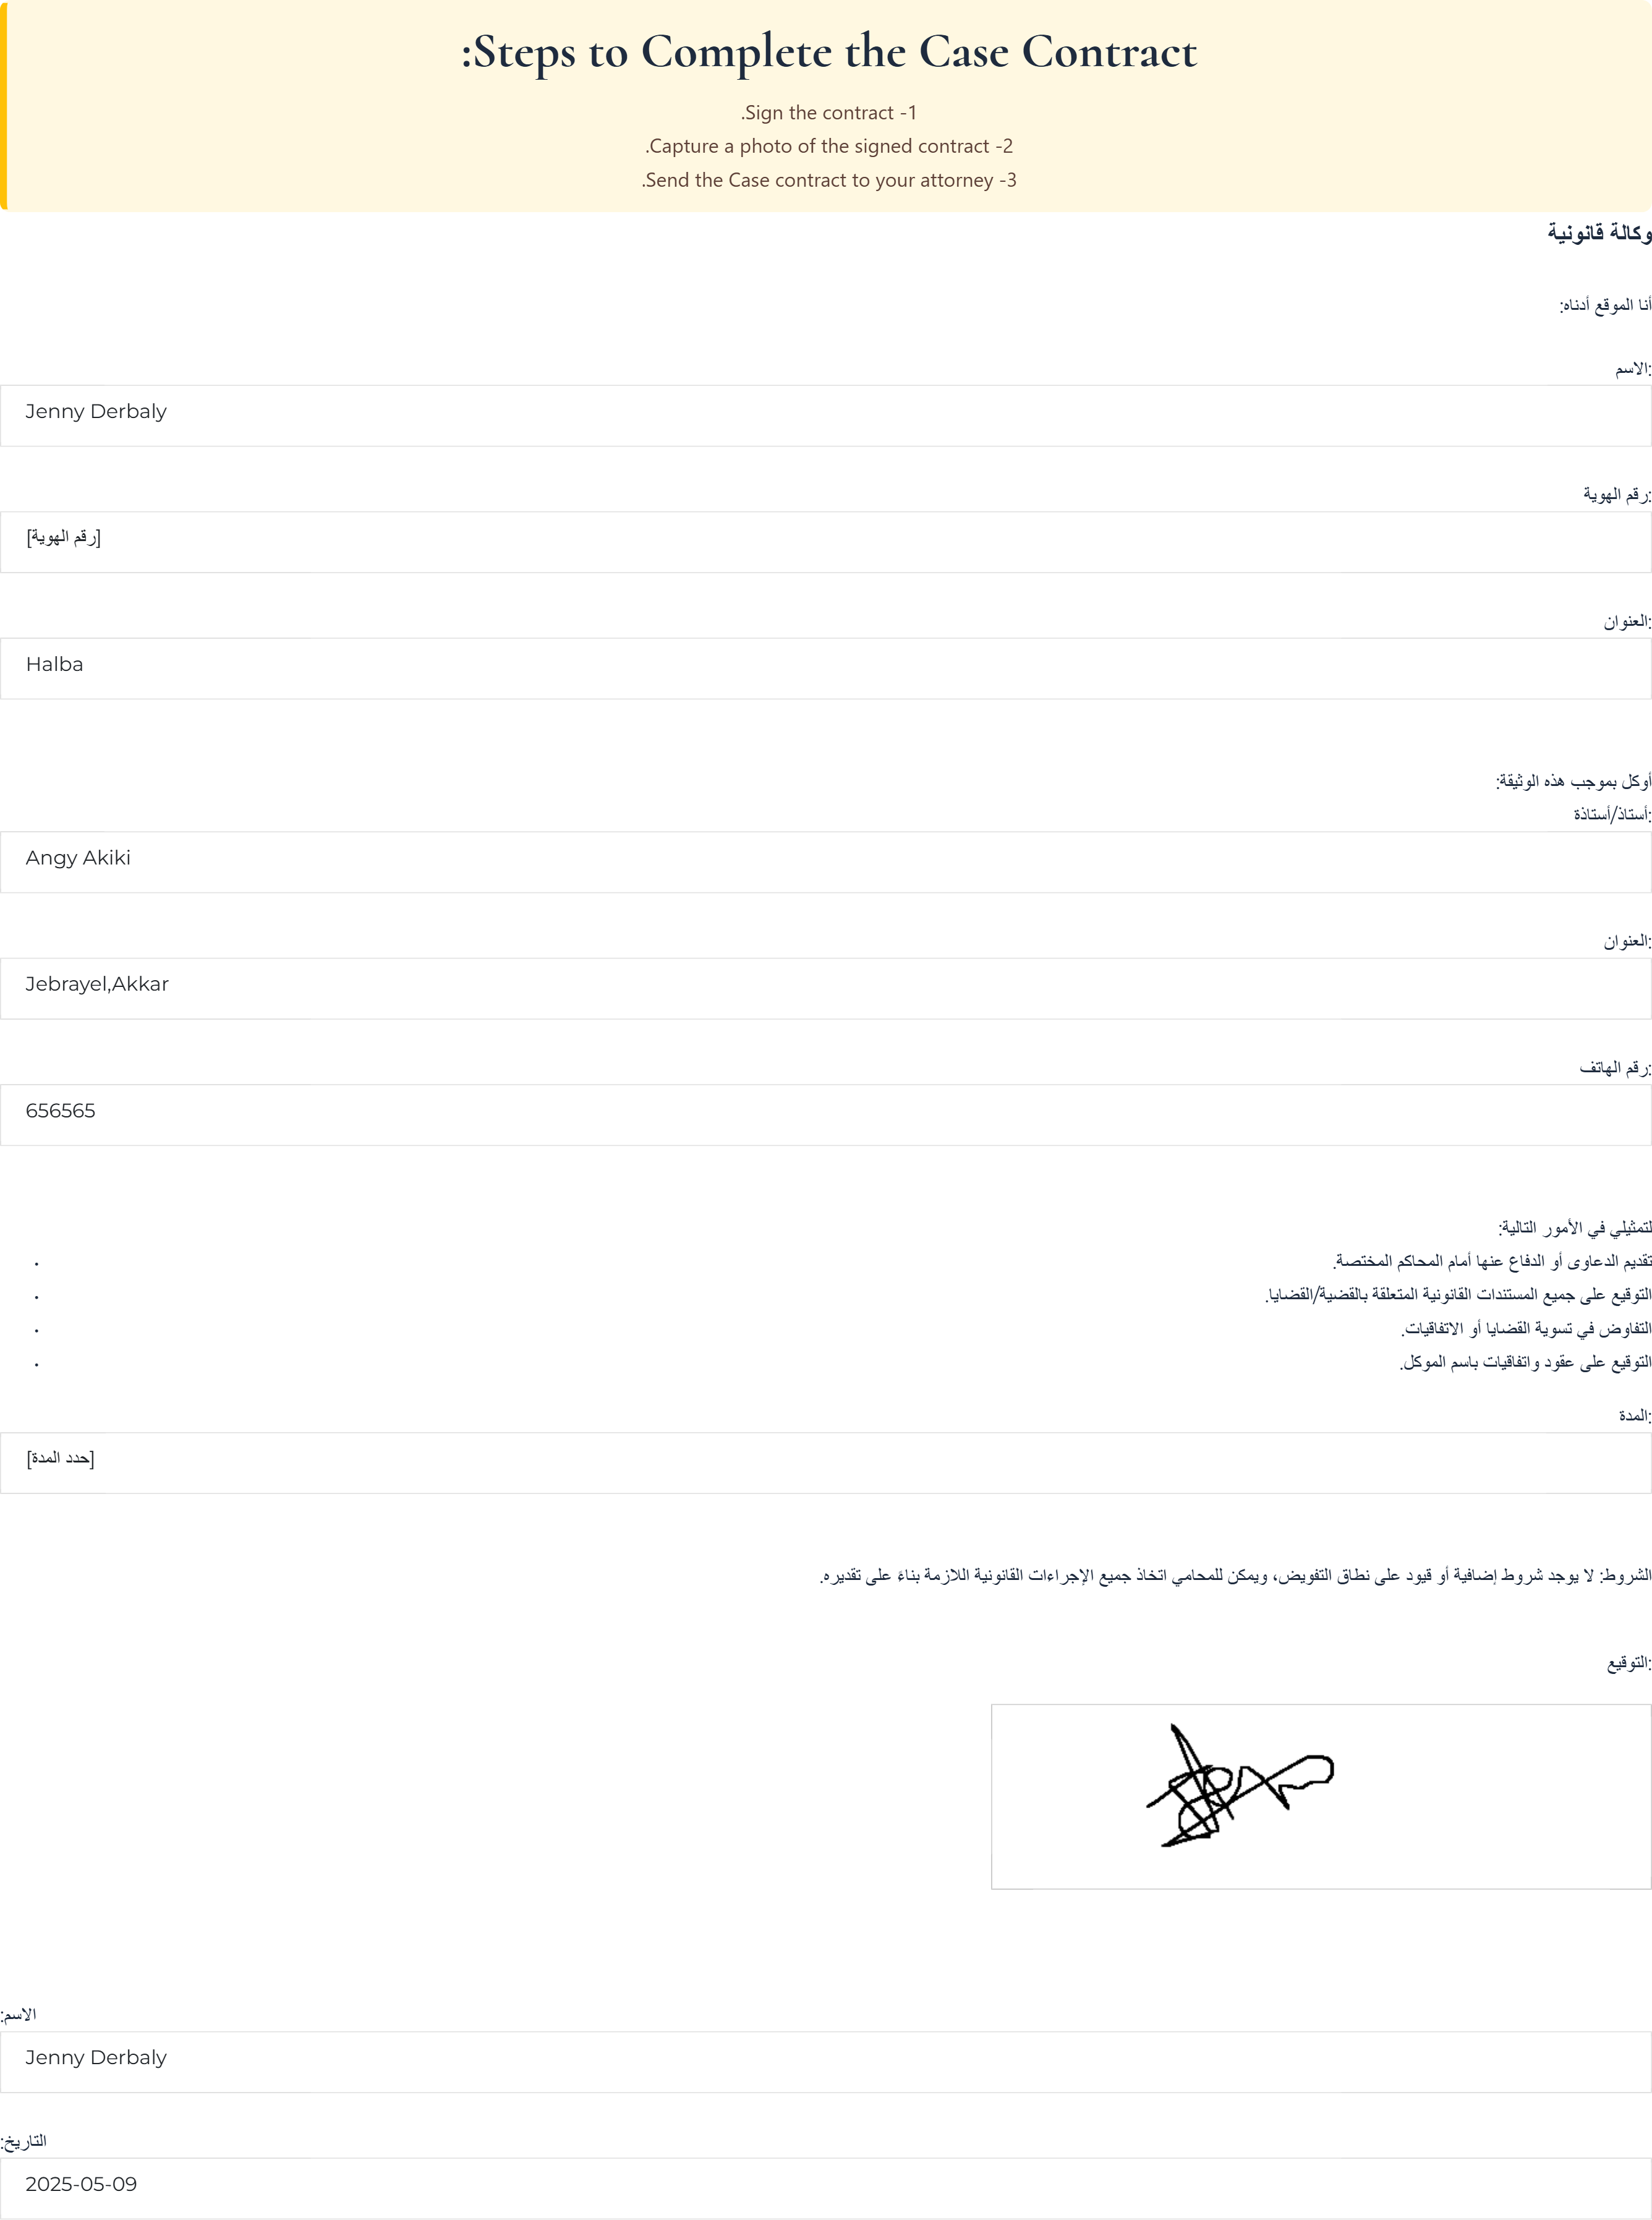 Steps to Complete the Case Contract:
1- Sign the contract.
2- Capture a photo of the signed contract.
3- Send the Case contract to your attorney.
وكالة قانونية
أنا الموقع أدناه:
الاسم:
Jenny Derbaly
رقم الهوية:
[رقم الهوية]
العنوان:
Halba
أوكل بموجب هذه الوثيقة:
أستاذ/أستاذة:
Angy Akiki
العنوان:
Jebrayel,Akkar
رقم الهاتف:
656565
لتمثيلي في الأمور التالية:
تقديم الدعاوى أو الدفاع عنها أمام المحاكم المختصة.
التوقيع على جميع المستندات القانونية المتعلقة بالقضية/القضايا.
التفاوض في تسوية القضايا أو الاتفاقيات.
التوقيع على عقود واتفاقيات باسم الموكل.
المدة:
[حدد المدة]
الشروط: لا يوجد شروط إضافية أو قيود على نطاق التفويض، ويمكن للمحامي اتخاذ جميع الإجراءات القانونية اللازمة بناءً على تقديره.
التوقيع:
الاسم:
Jenny Derbaly
التاريخ:
2025-05-09